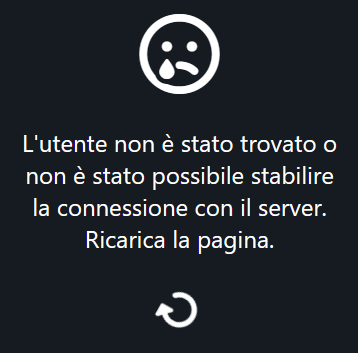 L'utente non è stato trovato o
non è stato possibile stabilire
la connessione con il server.
Ricarica la pagina.